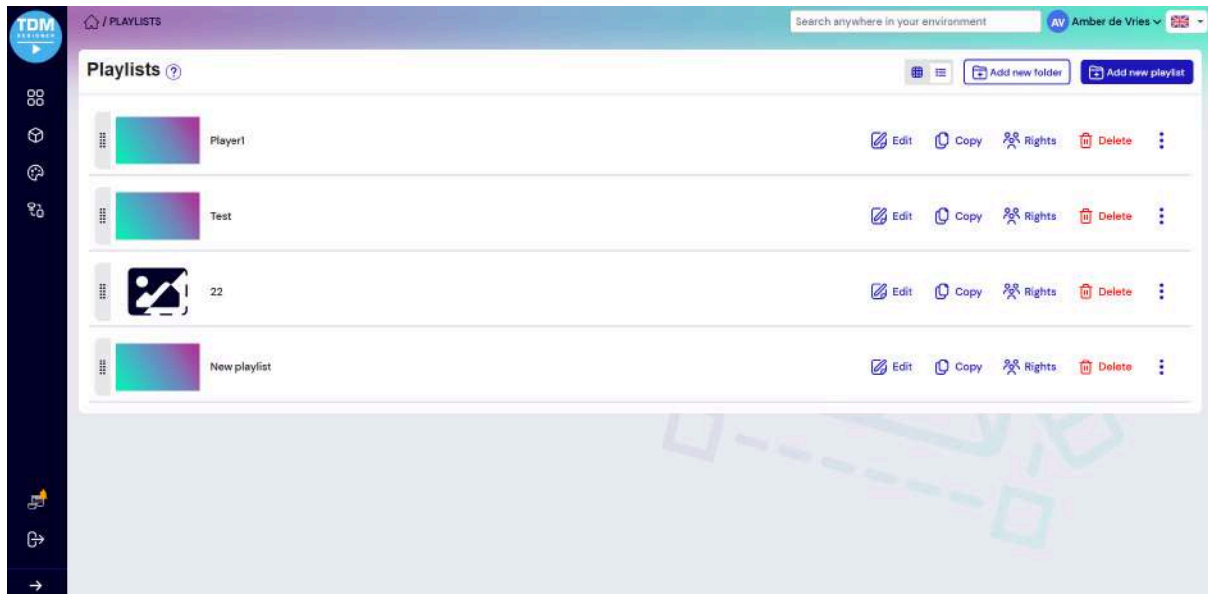 TDM
DESIGNER
/ PLAYLISTS
Search anywhere in your environment
AV
Amber de Vries
Playlists ?
Add new folder
Add new playlist
Player1
Edit
Copy
Rights
Delete
Test
Edit
Copy
Rights
Delete
22
Edit
Copy
Rights
Delete
New playlist
Edit
Copy
Rights
Delete